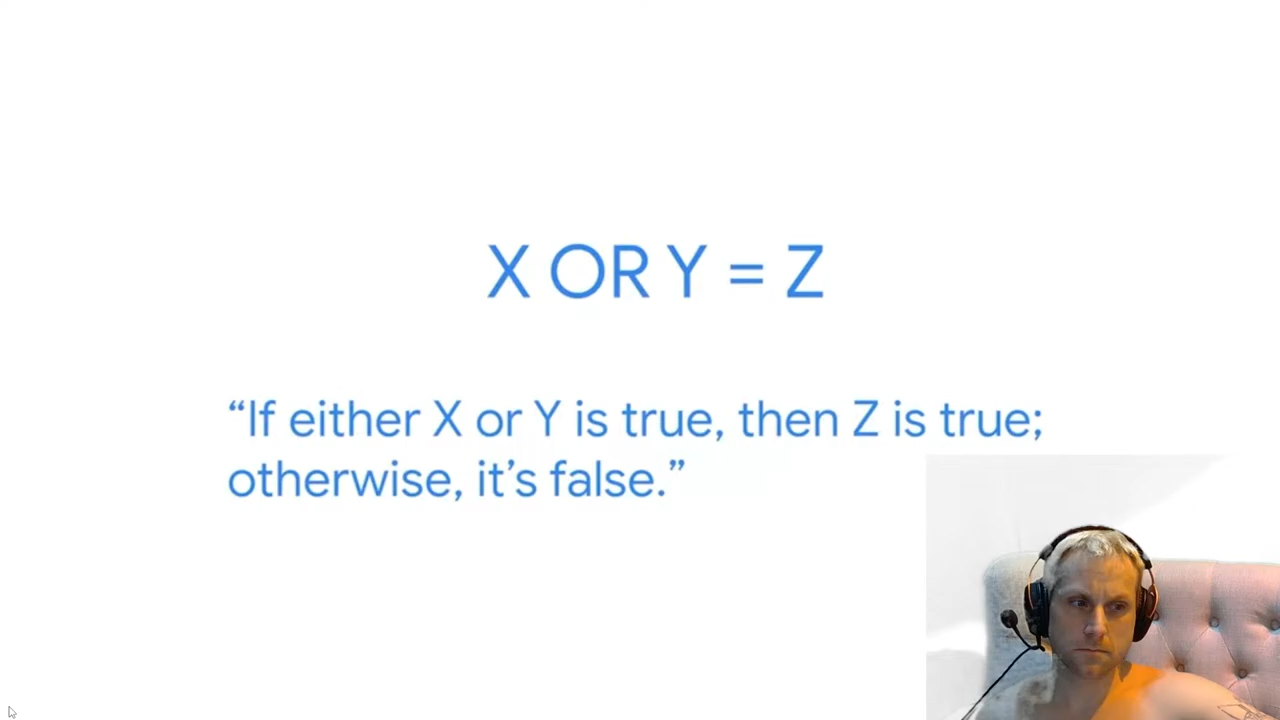 X OR Y = Z
“If either X or Y is true, then Z is true;
otherwise, it’s false.”